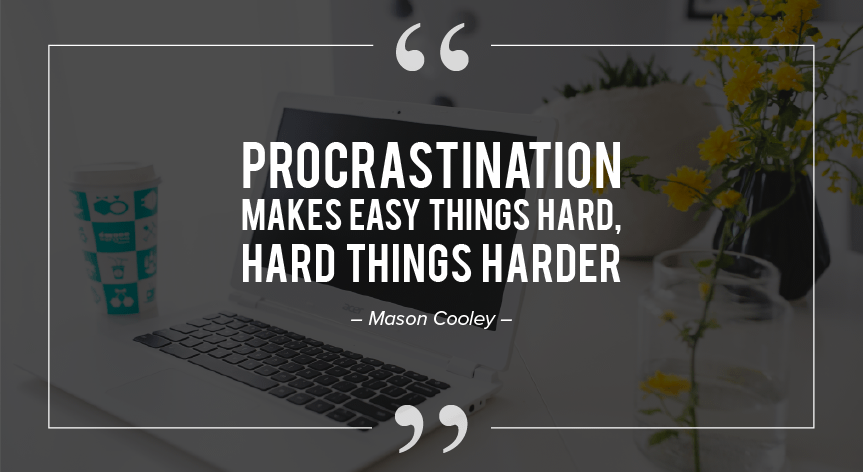 “
PROCRASTINATION
MAKES EASY THINGS HARD,
HARD THINGS HARDER
– Mason Cooley –
”